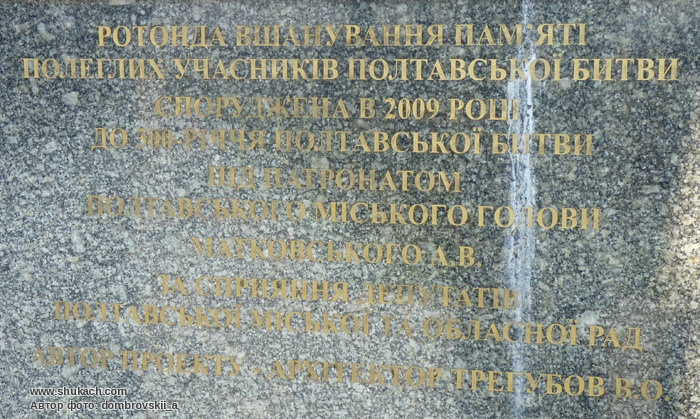 РОТОНДА ВШАНУВАННЯ ПАМ´ЯТІ
ПОЛЕГЛИХ УЧАСНИКІВ ПОЛТАВСЬКОЇ БИТВИ
СПОРУДЖЕНА В 2009 РОЦІ
ДО 300-РІЧЧЯ ПОЛТАВСЬКОЇ БИТВИ
ПІД ПАТРОНАТОМ
ПОЛТАВСЬКОГО МІСЬКОГО ГОЛОВИ
МАТКОВСЬКОГО А.В.
ЗА СПРИЯННЯ ДЕПУТАТІВ
ПОЛТАВСЬКОЇ МІСЬКОЇ ТА ОБЛАСНОЇ РАД
АВТОР ПРОЕКТУ - АРХІТЕКТОР ТРЕГУБОВ В.О.
www.shukach.com
Автор фото: dombrovskii_a